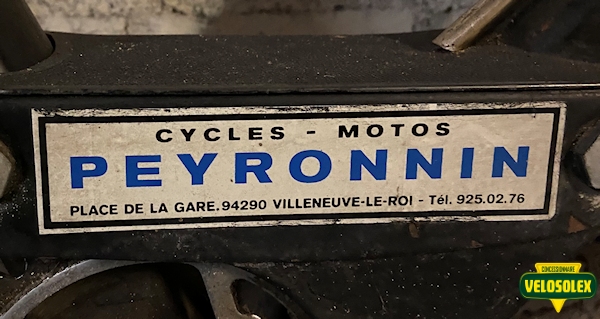 CYCLES - MOTOS
PEYRONNIN
PLACE DE LA GARE.94290 VILLENEUVE-LE-ROI - Tél. 925.02.76
CONCESSIONNAIRE
VELOSOLEX